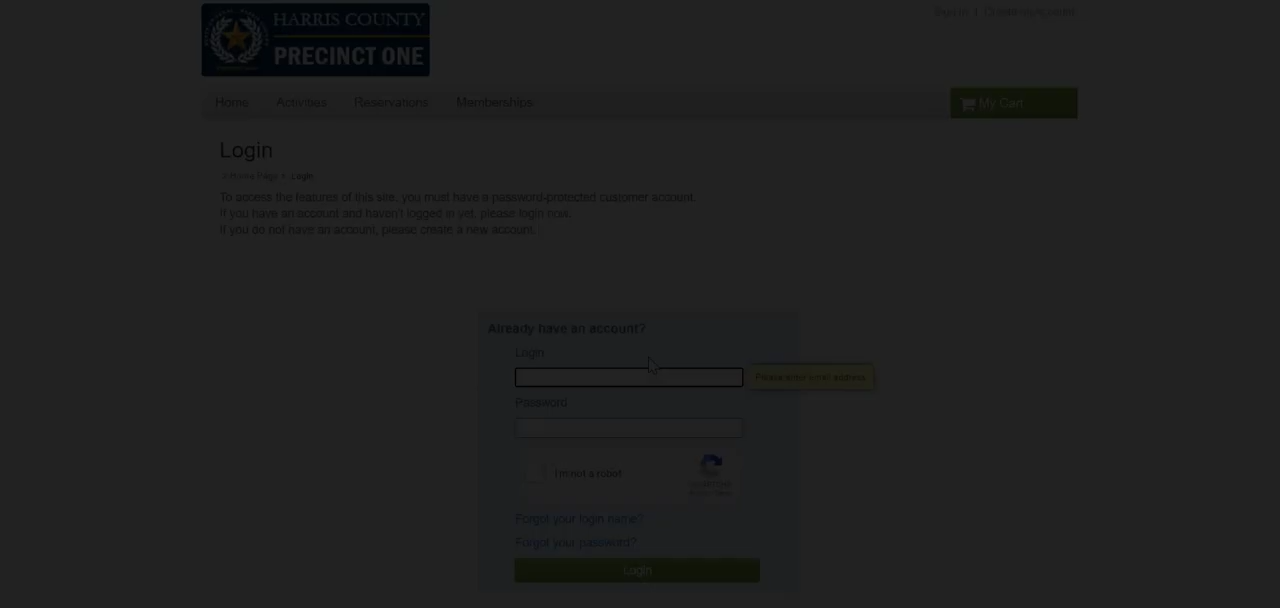 HARRIS COUNTY
PRECINCT ONE
Sign In | Create an Account
Home Activities Reservations Memberships
My Cart
Login
Home Page Login
To access the features of this site, you must have a password-protected customer account.
If you have an account and haven't logged in yet, please login now.
If you do not have an account, please create a new account.
Already have an account?
Login
Please enter email address
Password
I'm not a robot
reCAPTCHA
Forgot your login name?
Forgot your password?
Login